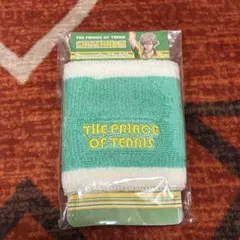 THE PRINCE OF TENNIS
THE PRINCE
OF TENNIS